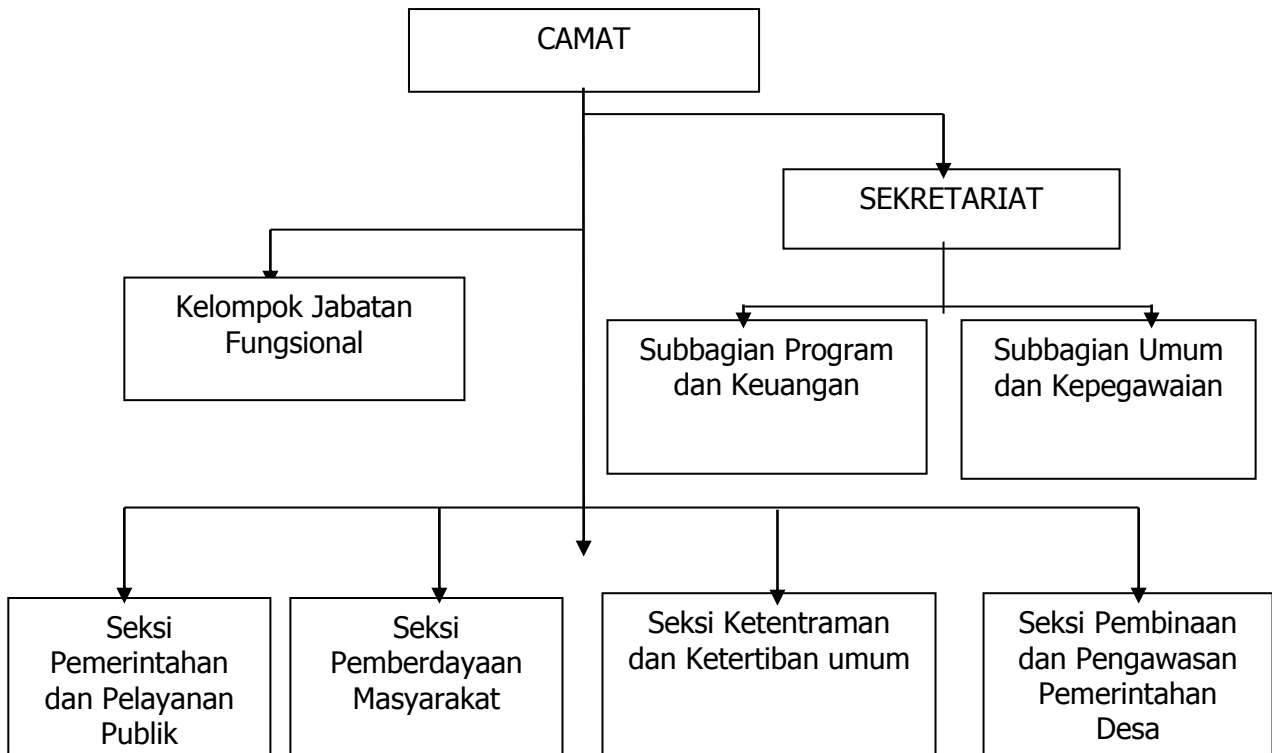 CAMAT
SEKRETARIAT
Kelompok Jabatan
Fungsional
Subbagian Program
dan Keuangan
Subbagian Umum
dan Kepegawaian
Seksi
Pemerintahan
dan Pelayanan
Publik
Seksi
Pemberdayaan
Masyarakat
Seksi Ketentraman
dan Ketertiban umum
Seksi Pembinaan
dan Pengawasan
Pemerintahan
Desa